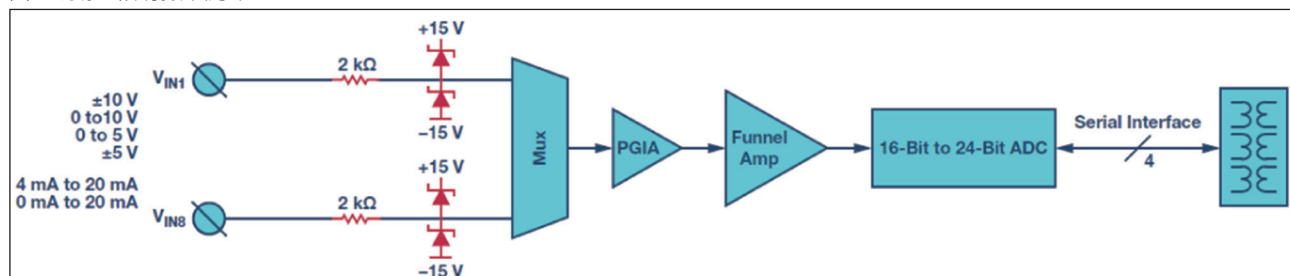 +15 V
2 kΩ
VIN1
±10 V
0 to10 V
0 to 5 V
±5 V
–15 V
Mux
PGIA
Funnel
Amp
16-Bit to 24-Bit ADC
Serial Interface
4
4 mA to 20 mA
0 mA to 20 mA
+15 V
2 kΩ
VIN8
–15 V